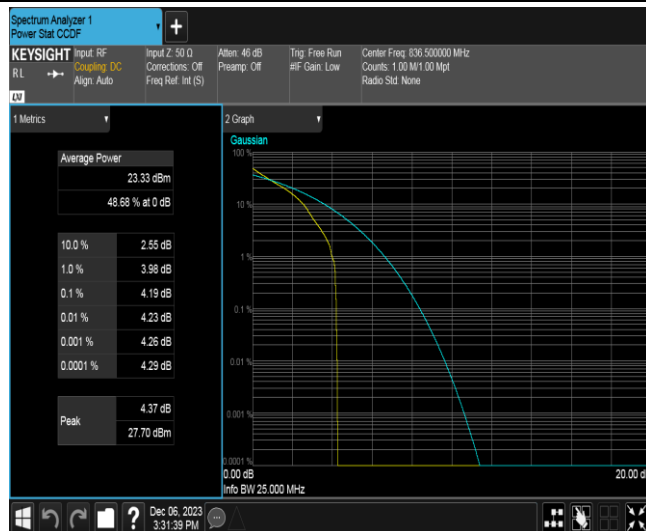 Spectrum Analyzer 1
Power Stat CCDF
KEYSIGHT
RL
Input: RF
Coupling: DC
Align: Auto
Input Z: 50 Ω
Corrections: Off
Freq Ref: Int (S)
Atten: 46 dB
Preamp: Off
Trig: Free Run
#IF Gain: Low
Center Freq: 836.500000 MHz
Counts: 1.00 M/1.00 Mpt
Radio Std: None
LXI
1 Metrics
Average Power
23.33 dBm
48.68 % at 0 dB
10.0 % 2.55 dB
1.0 % 3.98 dB
0.1 % 4.19 dB
0.01 % 4.23 dB
0.001 % 4.26 dB
0.0001 % 4.29 dB
Peak
4.37 dB
27.70 dBm
2 Graph
Gaussian
100 %
10 %
1 %
0.1 %
0.01 %
0.001 %
0.0001 %
0.00 dB
20.00 d
Info BW 25.000 MHz
Dec 06, 2023
3:31:39 PM